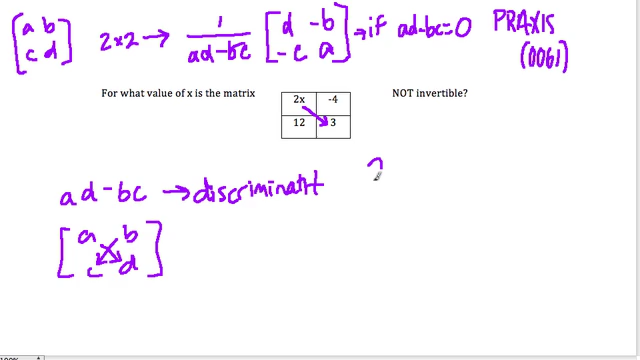 [a b c d] 2x2 → 1/ad-bc [d -b -c a] → if ad-bc=0 PRAXIS (0061)
For what value of x is the matrix NOT invertible?
2x -4
12 3
ad-bc → discriminatnt
[a b
c d]